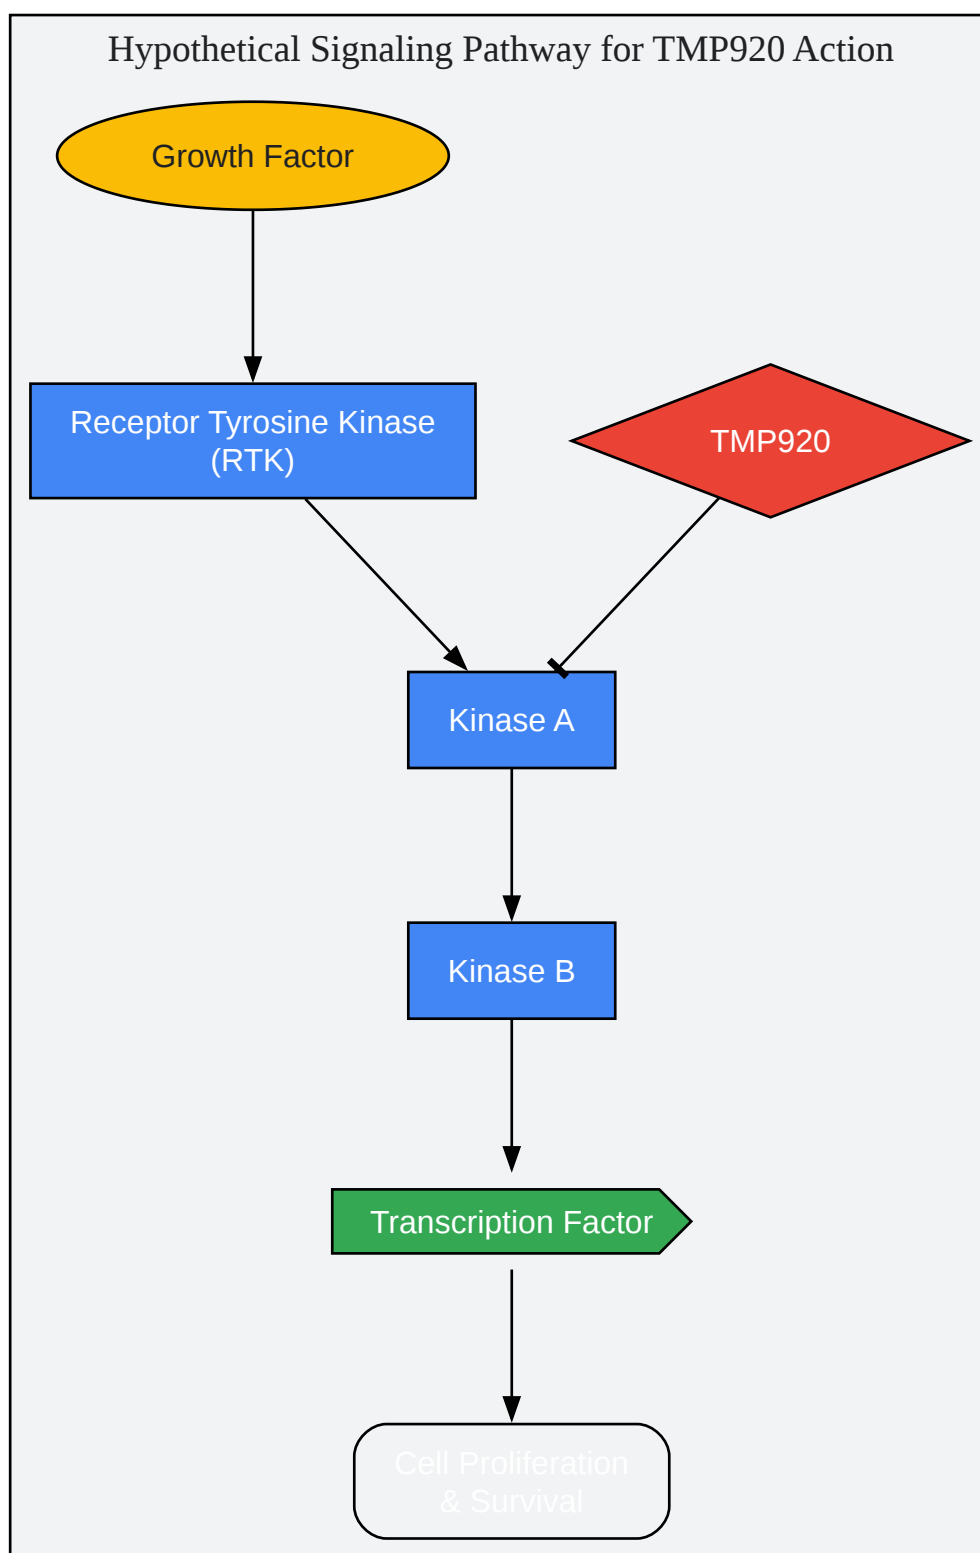 Hypothetical Signaling Pathway for TMP920 Action
Growth Factor
Receptor Tyrosine Kinase
(RTK)
TMP920
Kinase A
Kinase B
Transcription Factor
Cell Proliferation
& Survival